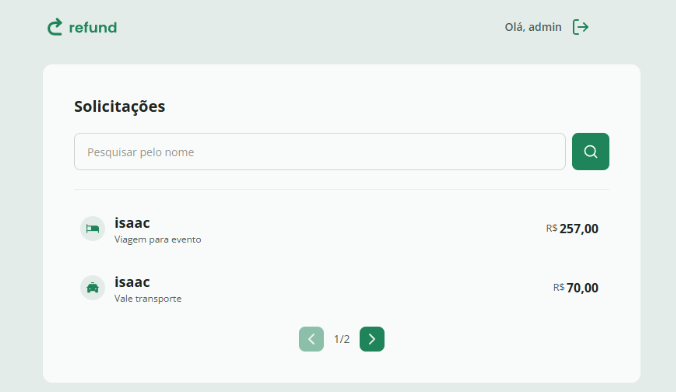 refund
Olá, admin
Solicitações
Pesquisar pelo nome
isaac
Viagem para evento
R$ 257,00
isaac
Vale transporte
R$ 70,00
1/2